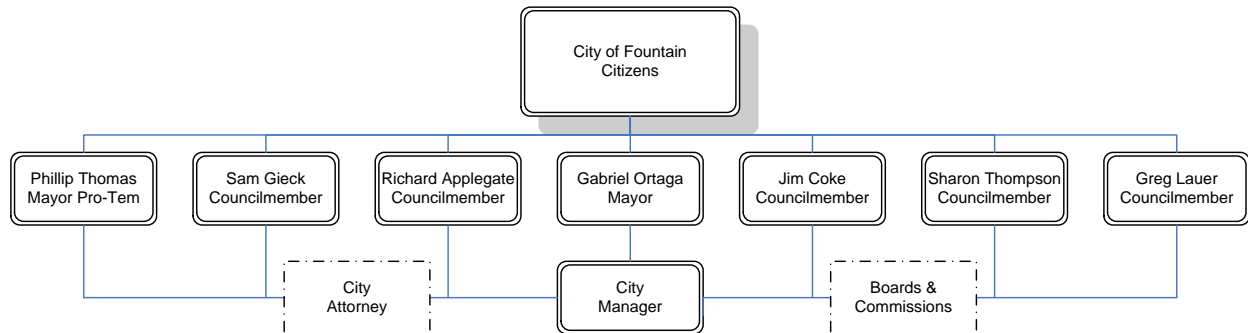 City of Fountain
Citizens
Phillip Thomas
Mayor Pro-Tem
Sam Gieck
Councilmember
Richard Applegate
Councilmember
Gabriel Ortaga
Mayor
Jim Coke
Councilmember
Sharon Thompson
Councilmember
Greg Lauer
Councilmember
City
Attorney
City
Manager
Boards &
Commissions